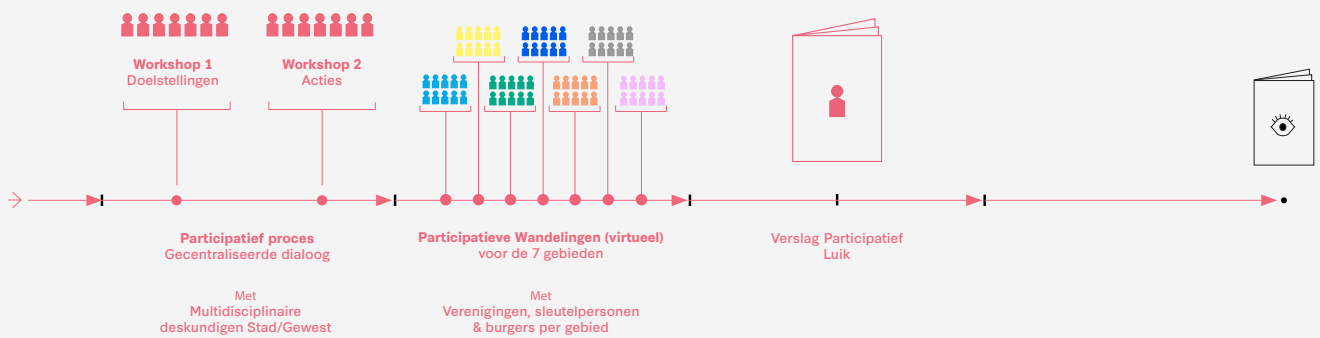 Workshop 1
Doelstellingen
Workshop 2
Acties
Participatief proces
Gecentraliseerde dialoog
Met
Multidisciplinaire
deskundigen Stad/Gewest
Participatieve Wandelingen (virtueel)
voor de 7 gebieden
Met
Verenigingen, sleutelpersonen
& burgers per gebied
Verslag Participatief
Luik